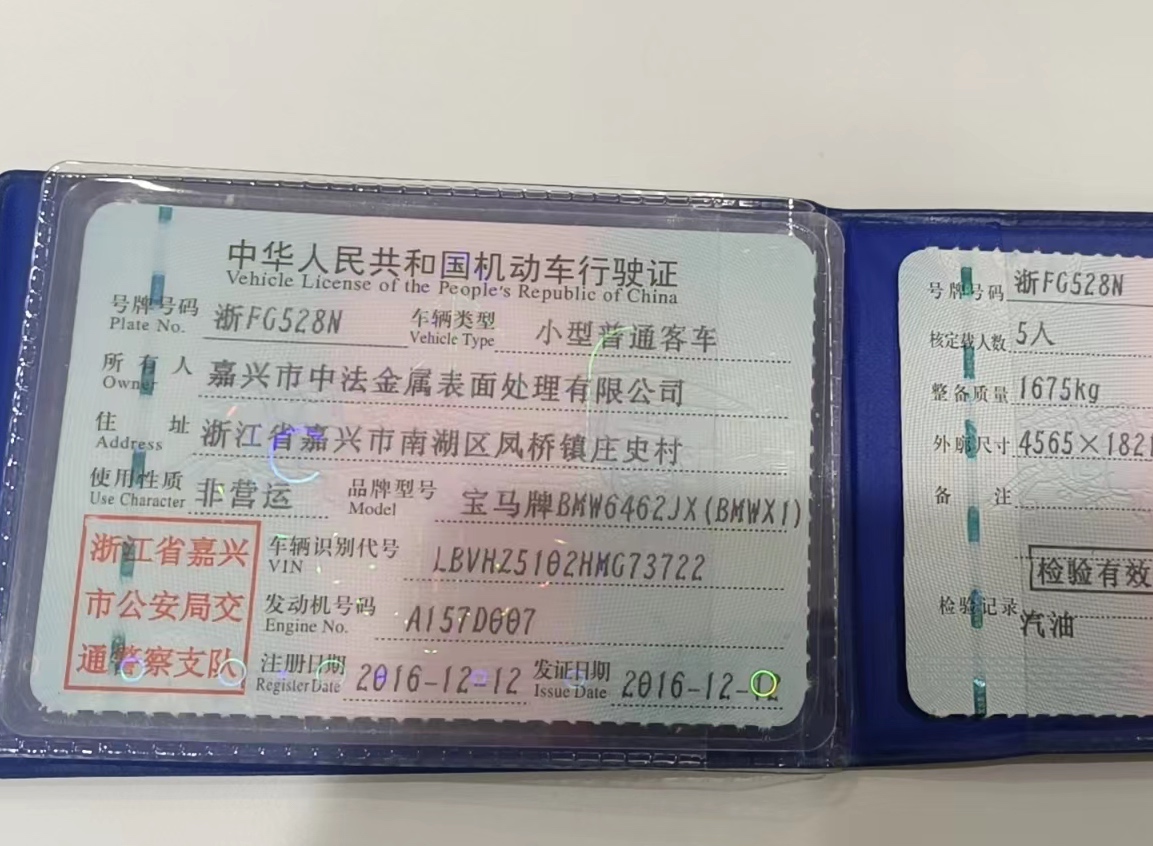 中华人民共和国机动车行驶证
Vehicle License of the People's Republic of China
号牌号码 浙FG528N 车辆类型 小型普通客车
Plate No. Vehicle Type
所有人 嘉兴市中法金属表面处理有限公司
Owner
住址 浙江省嘉兴市南湖区凤桥镇庄史村
Address
使用性质 非营运 品牌型号 宝马牌BMW6462JX(BMWX1)
Use Character Model
浙江省嘉兴
市公安局交
通警察支队
车辆识别代号 LBVHZ5102HMG73722
VIN
发动机号码 A157D007
Engine No.
注册日期 2016-12-12 发证日期 2016-12-12
Register Date Issue Date
号牌号码 浙FG528N
核定载人数 5人
整备质量 1675kg
外廓尺寸 4565×1821
备注
检验有效
检验记录
汽油